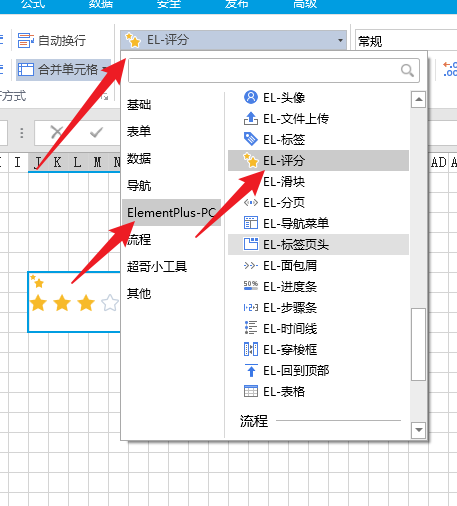 公式 数据 安全 发布 高级
自动换行 EL-评分 常规
合并单元格
方式
I I J K L M N AD A
基础
表单
数据
导航
ElementPlus-PC
流程
超哥小工具
其他
EL-头像
EL-文件上传
EL-标签
EL-评分
EL-滑块
EL-分页
EL-导航菜单
EL-标签页头
EL-面包屑
50% EL-进度条
1-2-3 EL-步骤条
EL-时间线
EL-穿梭框
EL-回到顶部
EL-表格
流程